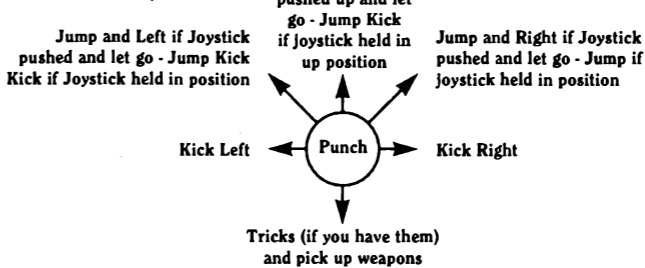 pushed up and let
go - Jump Kick
if Joystick held in
up position
Jump and Left if Joystick
pushed and let go - Jump Kick
Kick if Joystick held in position
Jump and Right if Joystick
pushed and let go - Jump if
joystick held in position
Kick Left
Punch
Kick Right
Tricks (if you have them)
and pick up weapons